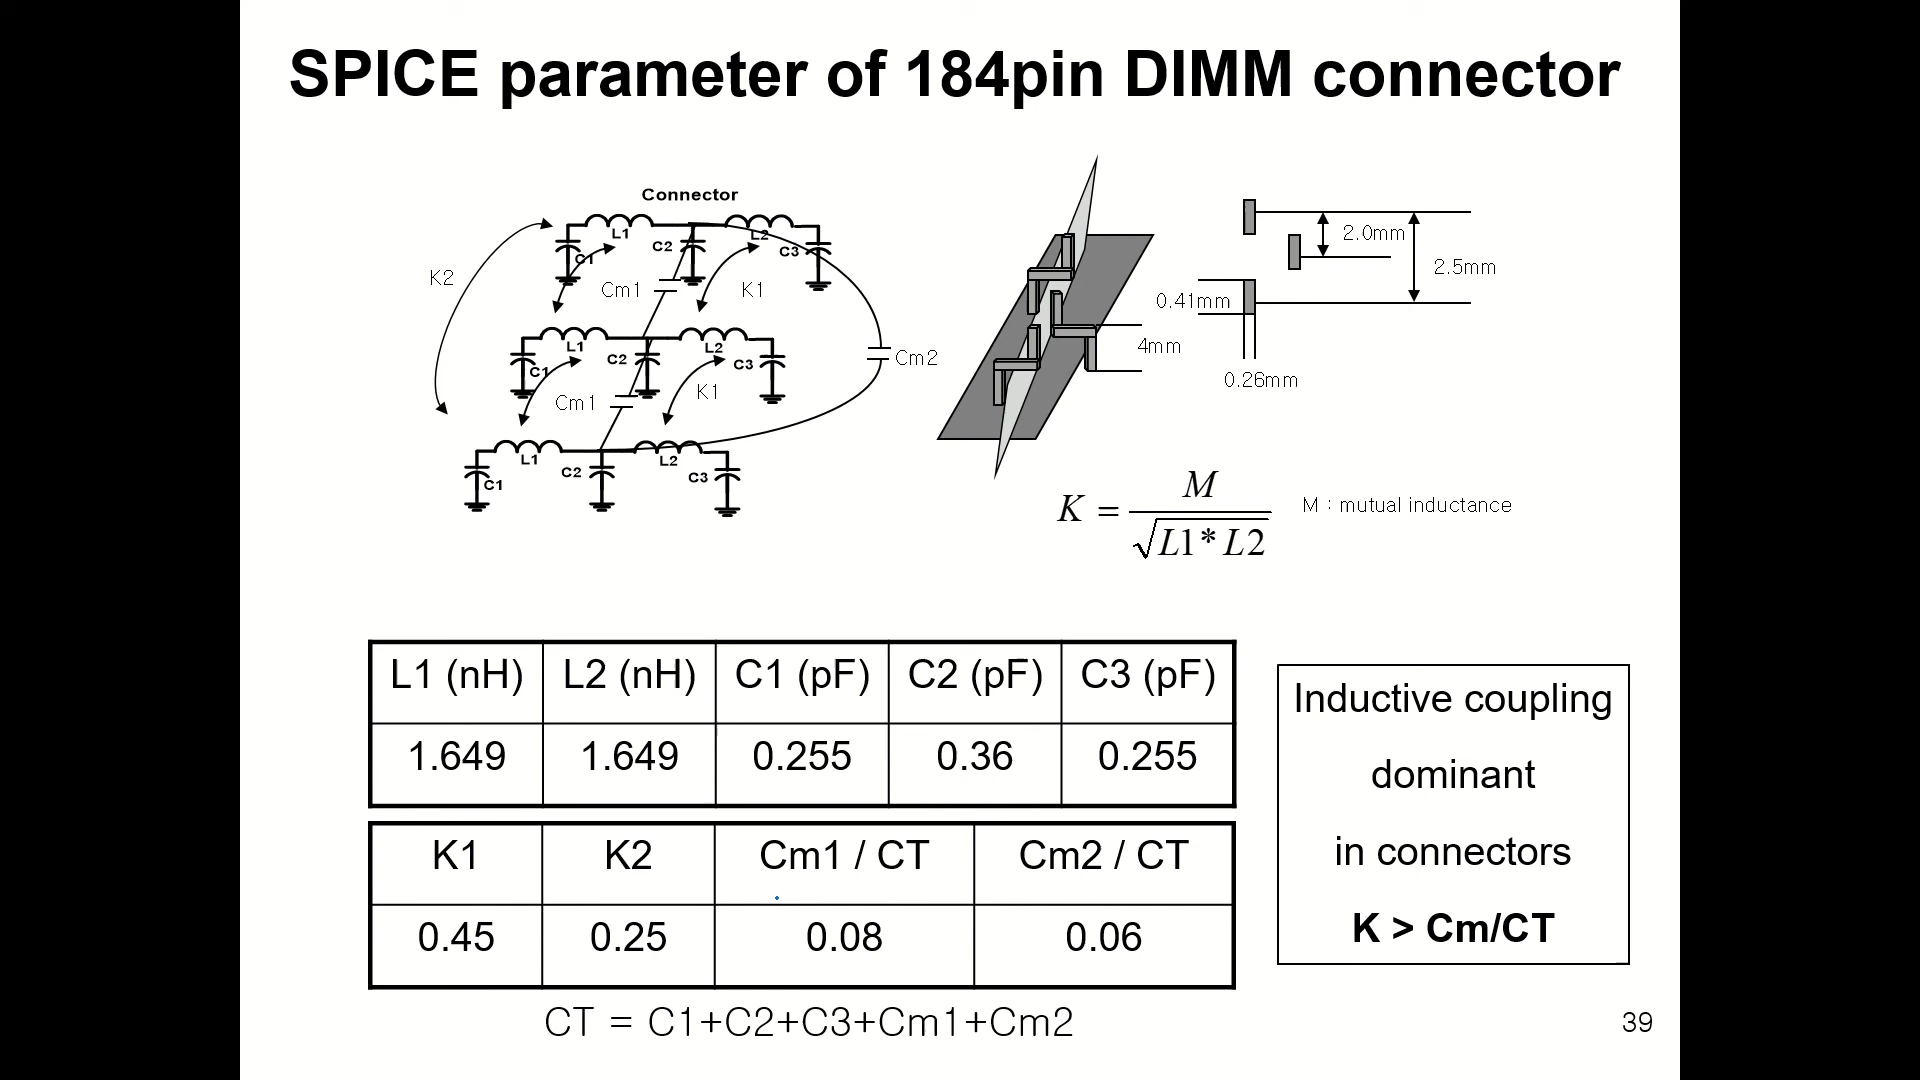 SPICE parameter of 184pin DIMM connector
Connector
L1
C2
L2
C3
C1
K2
Cm1
K1
L1
C2
L2
C3
C1
Cm2
Cm1
K1
L1
C2
L2
C3
C1
2.0mm
2.5mm
0.41mm
4mm
0.26mm
K = M / √L1* L2
M : mutual inductance
L1 (nH) L2 (nH) C1 (pF) C2 (pF) C3 (pF)
1.649 1.649 0.255 0.36 0.255
K1 K2 Cm1 / CT Cm2 / CT
0.45 0.25 0.08 0.06
CT = C1+C2+C3+Cm1+Cm2
Inductive coupling
dominant
in connectors
K > Cm/CT
39